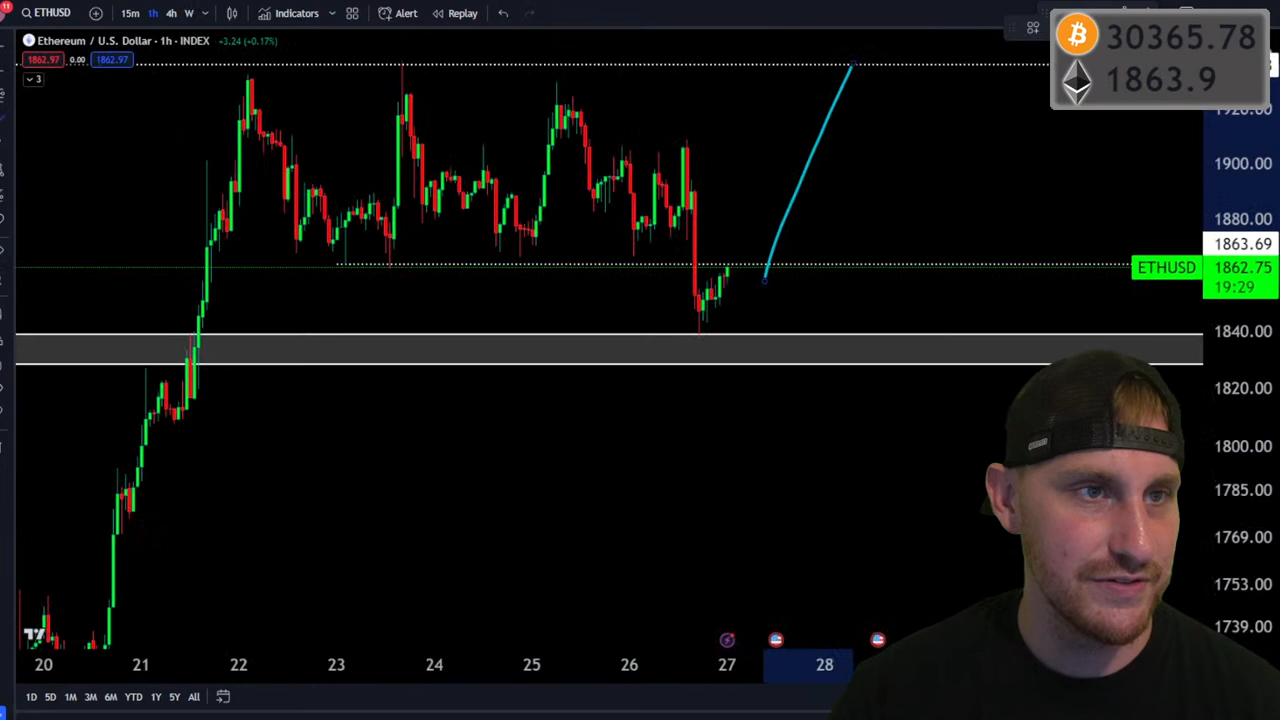 11
ETHUSD 15m 1h 4h W Indicators Alert Replay
Ethereum / U.S. Dollar · 1h · INDEX +3.24 (+0.17%)
1862.97 0.00 1862.97
3
30365.78
1863.9
1920.00
1900.00
1880.00
1863.69
ETHUSD 1862.75
19:29
1840.00
1820.00
1800.00
1785.00
1769.00
1753.00
1739.00
20 21 22 23 24 25 26 27 28
1D 5D 1M 3M 6M YTD 1Y 5Y All